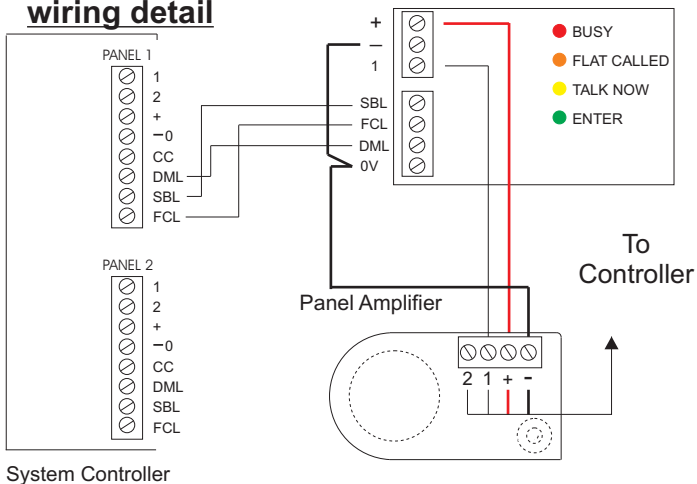 wiring detail
PANEL 1
1
2
+
−0
CC
DML
SBL
FCL
PANEL 2
1
2
+
−0
CC
DML
SBL
FCL
System Controller
+
−
1
SBL
FCL
DML
0V
BUSY
FLAT CALLED
TALK NOW
ENTER
To
Controller
Panel Amplifier
2 1 + -